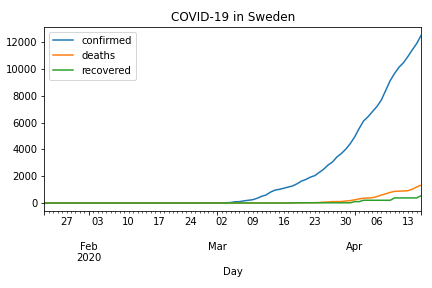 COVID-19 in Sweden
confirmed
deaths
recovered
12000
10000
8000
6000
4000
2000
0
27 03 10 17 24 02 09 16 23 30 06 13
Feb Mar Apr
2020
Day